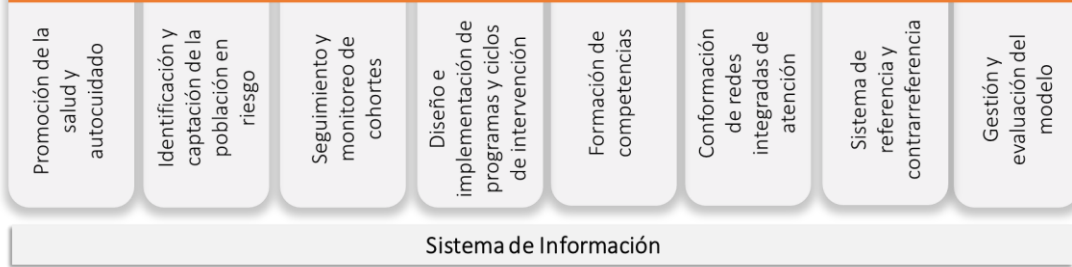 Promoción de la
salud y
autocuidado
Identificación y
captación de la
población en
riesgo
Seguimiento y
monitoreo de
cohortes
Diseño e
implementación de
programas y ciclos
de intervención
Formación de
competencias
Conformación
de redes
integradas de
atención
Sistema de
referencia y
contrarreferencia
Gestión y
evaluación del
modelo
Sistema de Información